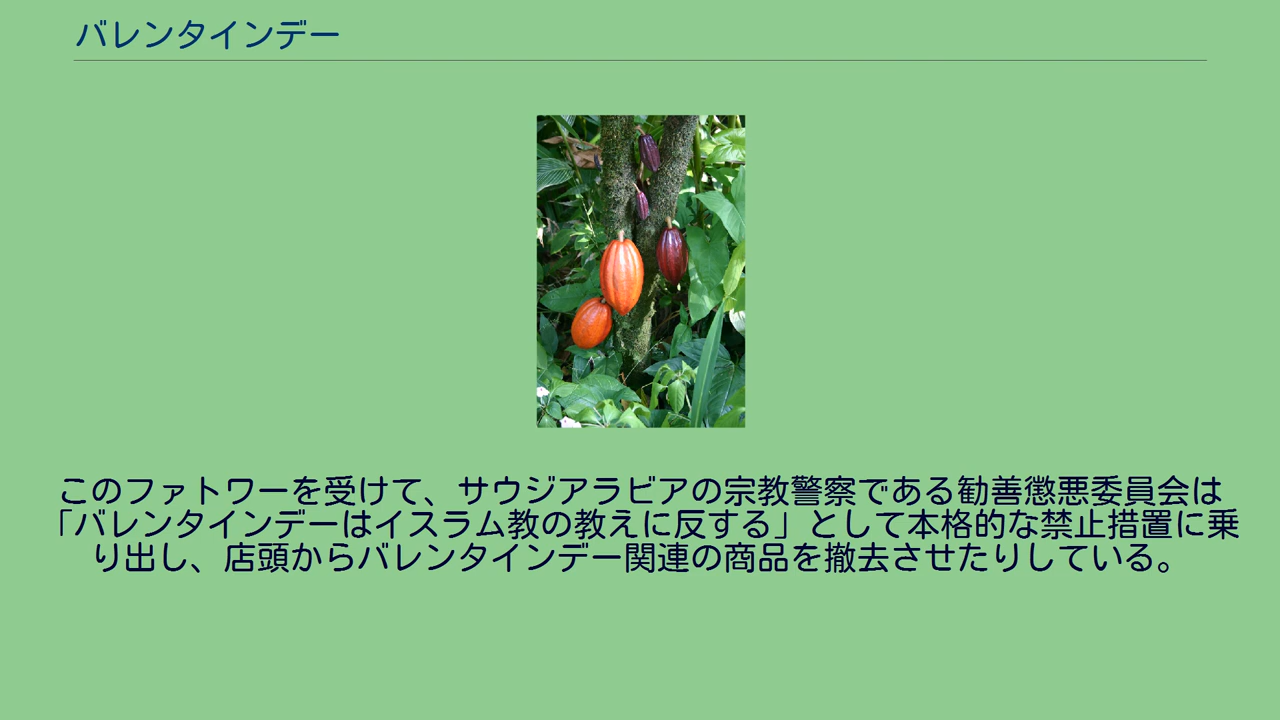 バレンタインデー
このファトワーを受けて、サウジアラビアの宗教警察である勧善懲悪委員会は
「バレンタインデーはイスラム教の教えに反する」として本格的な禁止措置に乗
り出し、店頭からバレンタインデー関連の商品を撤去させたりしている。